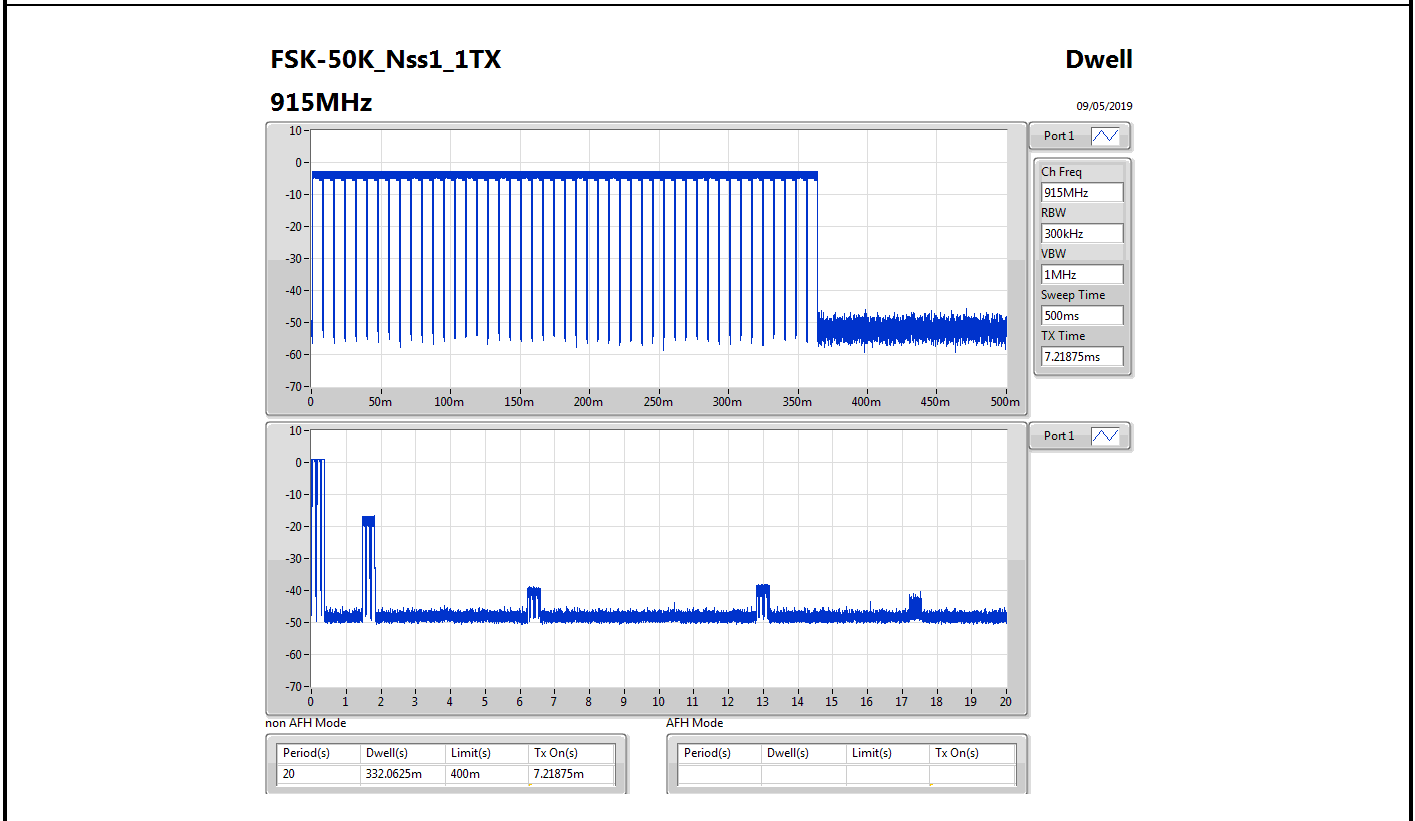 FSK-50K_Nss1_1TX
Dwell
915MHz
09/05/2019
10
0
-10
-20
-30
-40
-50
-60
-70
0 50m 100m 150m 200m 250m 300m 350m 400m 450m 500m
Port 1
Ch Freq
915MHz
RBW
300kHz
VBW
1MHz
Sweep Time
500ms
TX Time
7.21875ms
10
0
-10
-20
-30
-40
-50
-60
-70
0 1 2 3 4 5 6 7 8 9 10 11 12 13 14 15 16 17 18 19 20
Port 1
non AFH Mode
Period(s) Dwell(s) Limit(s) Tx On(s)
20 332.0625m 400m 7.21875m
AFH Mode
Period(s) Dwell(s) Limit(s) Tx On(s)